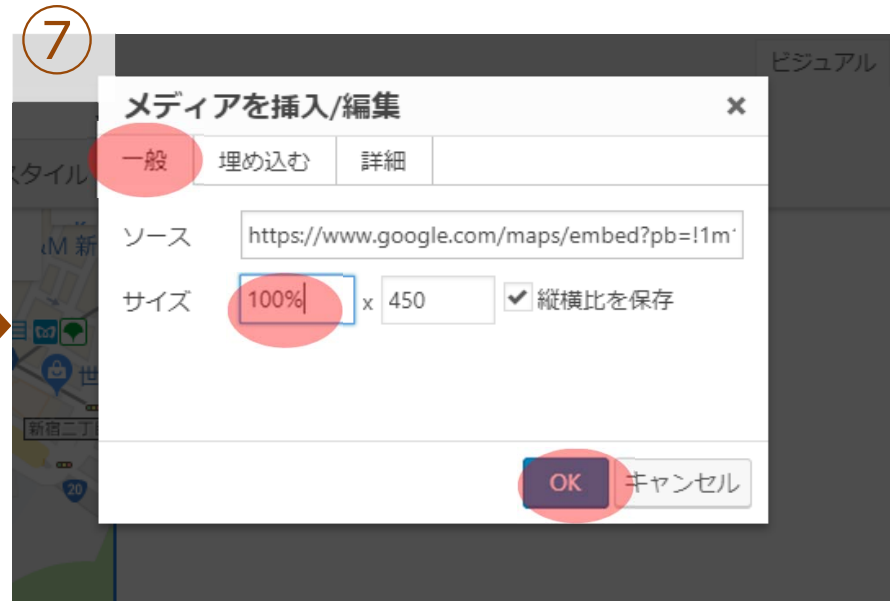 ⑦
ビジュアル
メディアを挿入/編集 ×
一般 埋め込む 詳細
スタイル
&M 新
ソース https://www.google.com/maps/embed?pb=!1m1
サイズ 100% x 450 縦横比を保存
世
新宿二丁
20
OK キャンセル